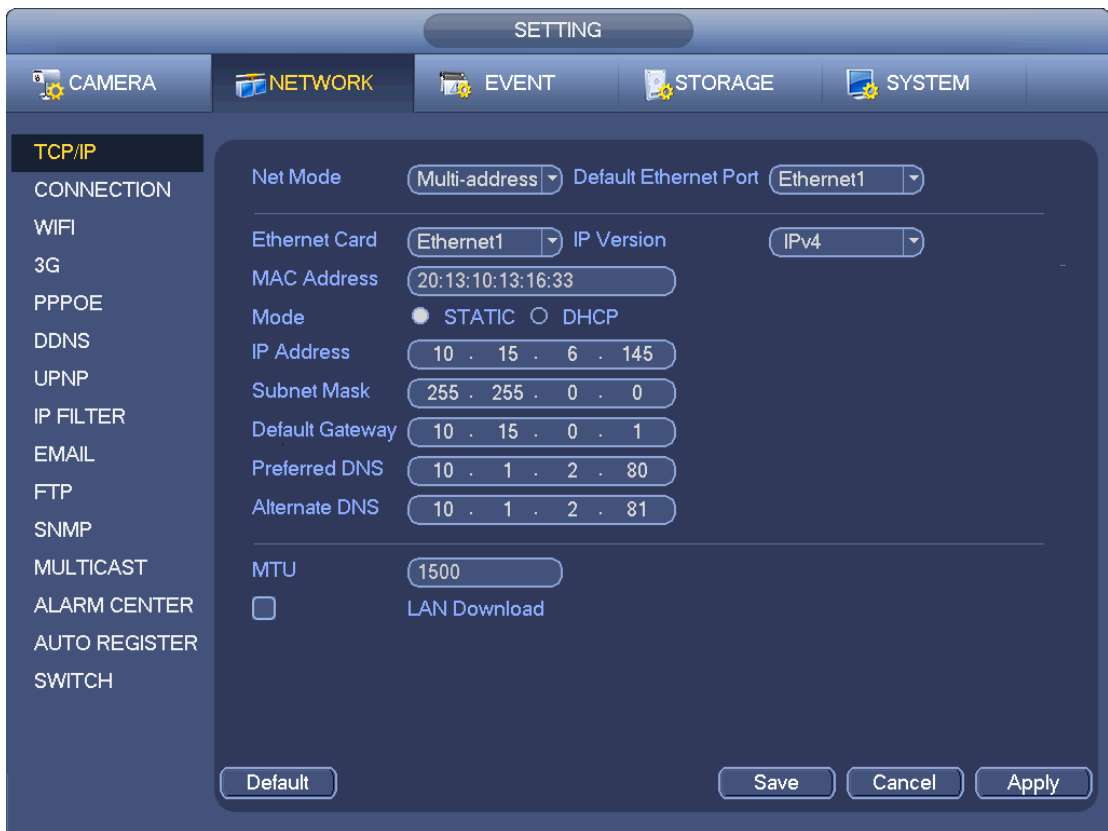 SETTING
CAMERA NETWORK EVENT STORAGE SYSTEM
TCP/IP
CONNECTION
WIFI
3G
PPPOE
DDNS
UPNP
IP FILTER
EMAIL
FTP
SNMP
MULTICAST
ALARM CENTER
AUTO REGISTER
SWITCH
Net Mode Multi-address Default Ethernet Port Ethernet1
Ethernet Card Ethernet1 IP Version IPv4
MAC Address 20:13:10:13:16:33
Mode STATIC DHCP
IP Address 10 . 15 . 6 . 145
Subnet Mask 255 . 255 . 0 . 0
Default Gateway 10 . 15 . 0 . 1
Preferred DNS 10 . 1 . 2 . 80
Alternate DNS 10 . 1 . 2 . 81
MTU 1500
LAN Download
Default Save Cancel Apply